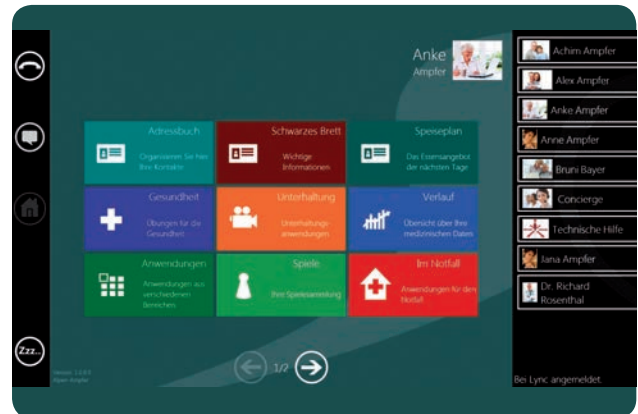 Anke
Ampfer
Adressbuch
Organisieren Sie hier
Ihre Kontakte
Schwarzes Brett
Wichtige
Informationen
Speiseplan
Das Essensangebot
der nächsten Tage
Gesundheit
Übungen für die
Gesundheit
Unterhaltung
Unterhaltungs-
anwendungen
Verlauf
Übersicht über Ihre
medizinischen Daten
Anwendungen
Anwendungen aus
verschiedenen
Bereichen
Spiele
Ihre Spielesammlung
Im Notfall
Anwendungen für den
Notfall
1/2
Zzz..
Achim Ampfer
Alex Ampfer
Anke Ampfer
Anne Ampfer
Bruni Bayer
Concierge
Technische Hilfe
Jana Ampfer
Dr. Richard
Rosenthal
Bei Lync angemeldet.